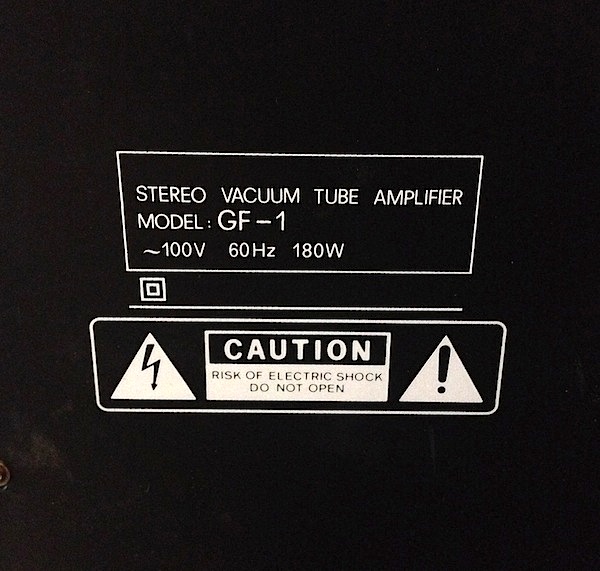 STEREO VACUUM TUBE AMPLIFIER
MODEL: GF-1
~100V 60Hz 180W
CAUTION
RISK OF ELECTRIC SHOCK
DO NOT OPEN